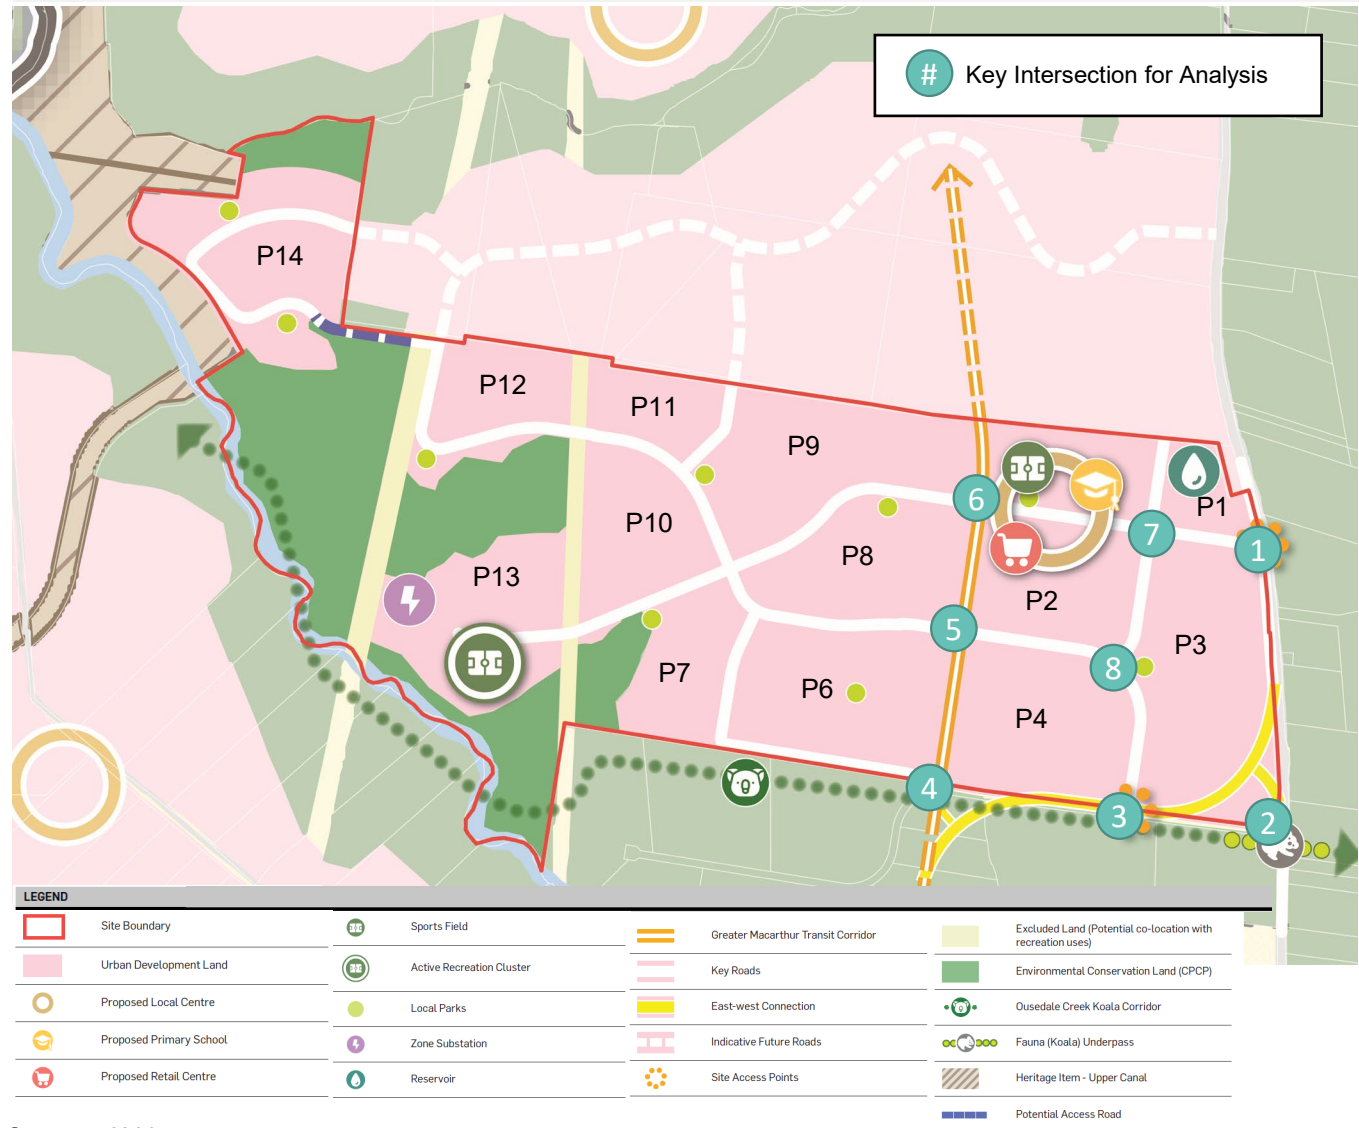 # Key Intersection for Analysis
P14
P12
P11
P9
P1
P10
P8
P13
P2
P3
P7
P6
P4
6
7
1
5
8
4
3
2
LEGEND
Site Boundary
Urban Development Land
Proposed Local Centre
Proposed Primary School
Proposed Retail Centre
Sports Field
Active Recreation Cluster
Local Parks
Zone Substation
Reservoir
Greater Macarthur Transit Corridor
Key Roads
East-west Connection
Indicative Future Roads
Site Access Points
Excluded Land (Potential co-location with
recreation uses)
Environmental Conservation Land (CPCP)
Ousedale Creek Koala Corridor
Fauna (Koala) Underpass
Heritage Item - Upper Canal
Potential Access Road